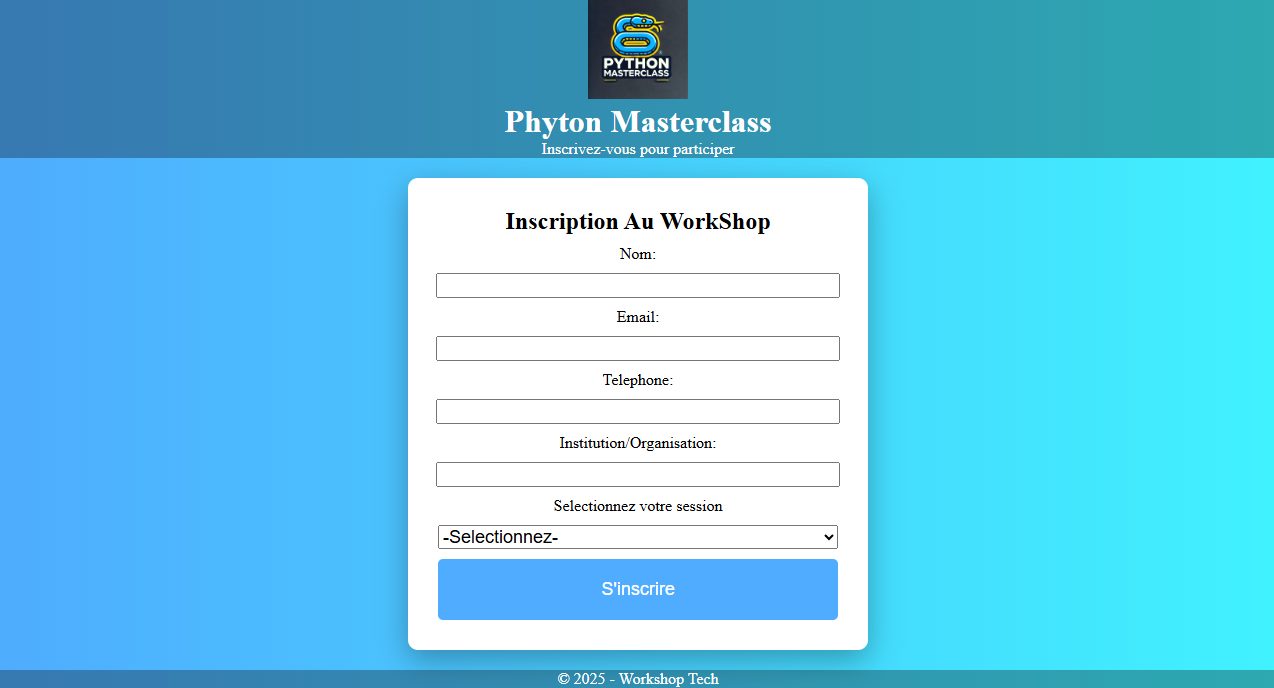 PYTHON
MASTERCLASS
Phyton Masterclass
Inscrivez-vous pour participer
Inscription Au WorkShop
Nom:
Email:
Telephone:
Institution/Organisation:
Selectionnez votre session
-Selectionnez-
S'inscrire
© 2025 - Workshop Tech